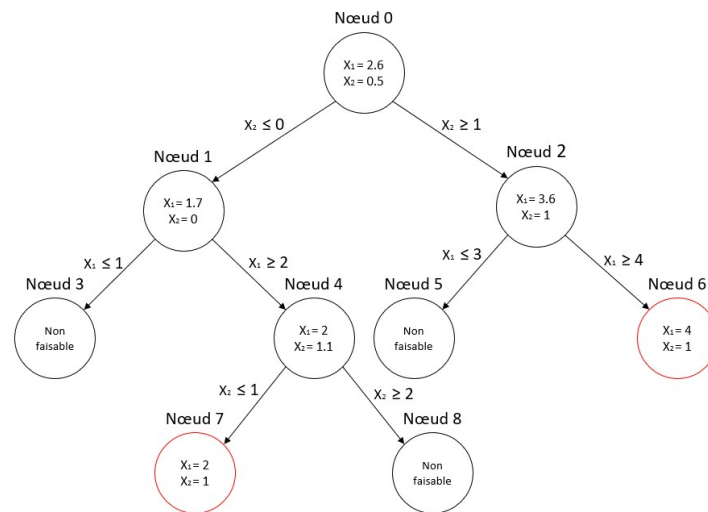 Nœud 0
X₁ = 2.6
X₂ = 0.5
X₂ ≤ 0
X₂ ≥ 1
Nœud 1
Nœud 2
X₁ = 1.7
X₂ = 0
X₁ = 3.6
X₂ = 1
X₁ ≤ 1
X₁ ≥ 2
X₁ ≤ 3
X₁ ≥ 4
Nœud 3
Nœud 4
Nœud 5
Nœud 6
Non
faisable
X₁ = 2
X₂ = 1.1
Non
faisable
X₁ = 4
X₂ = 1
X₂ ≤ 1
X₂ ≥ 2
Nœud 7
Nœud 8
X₁ = 2
X₂ = 1
Non
faisable